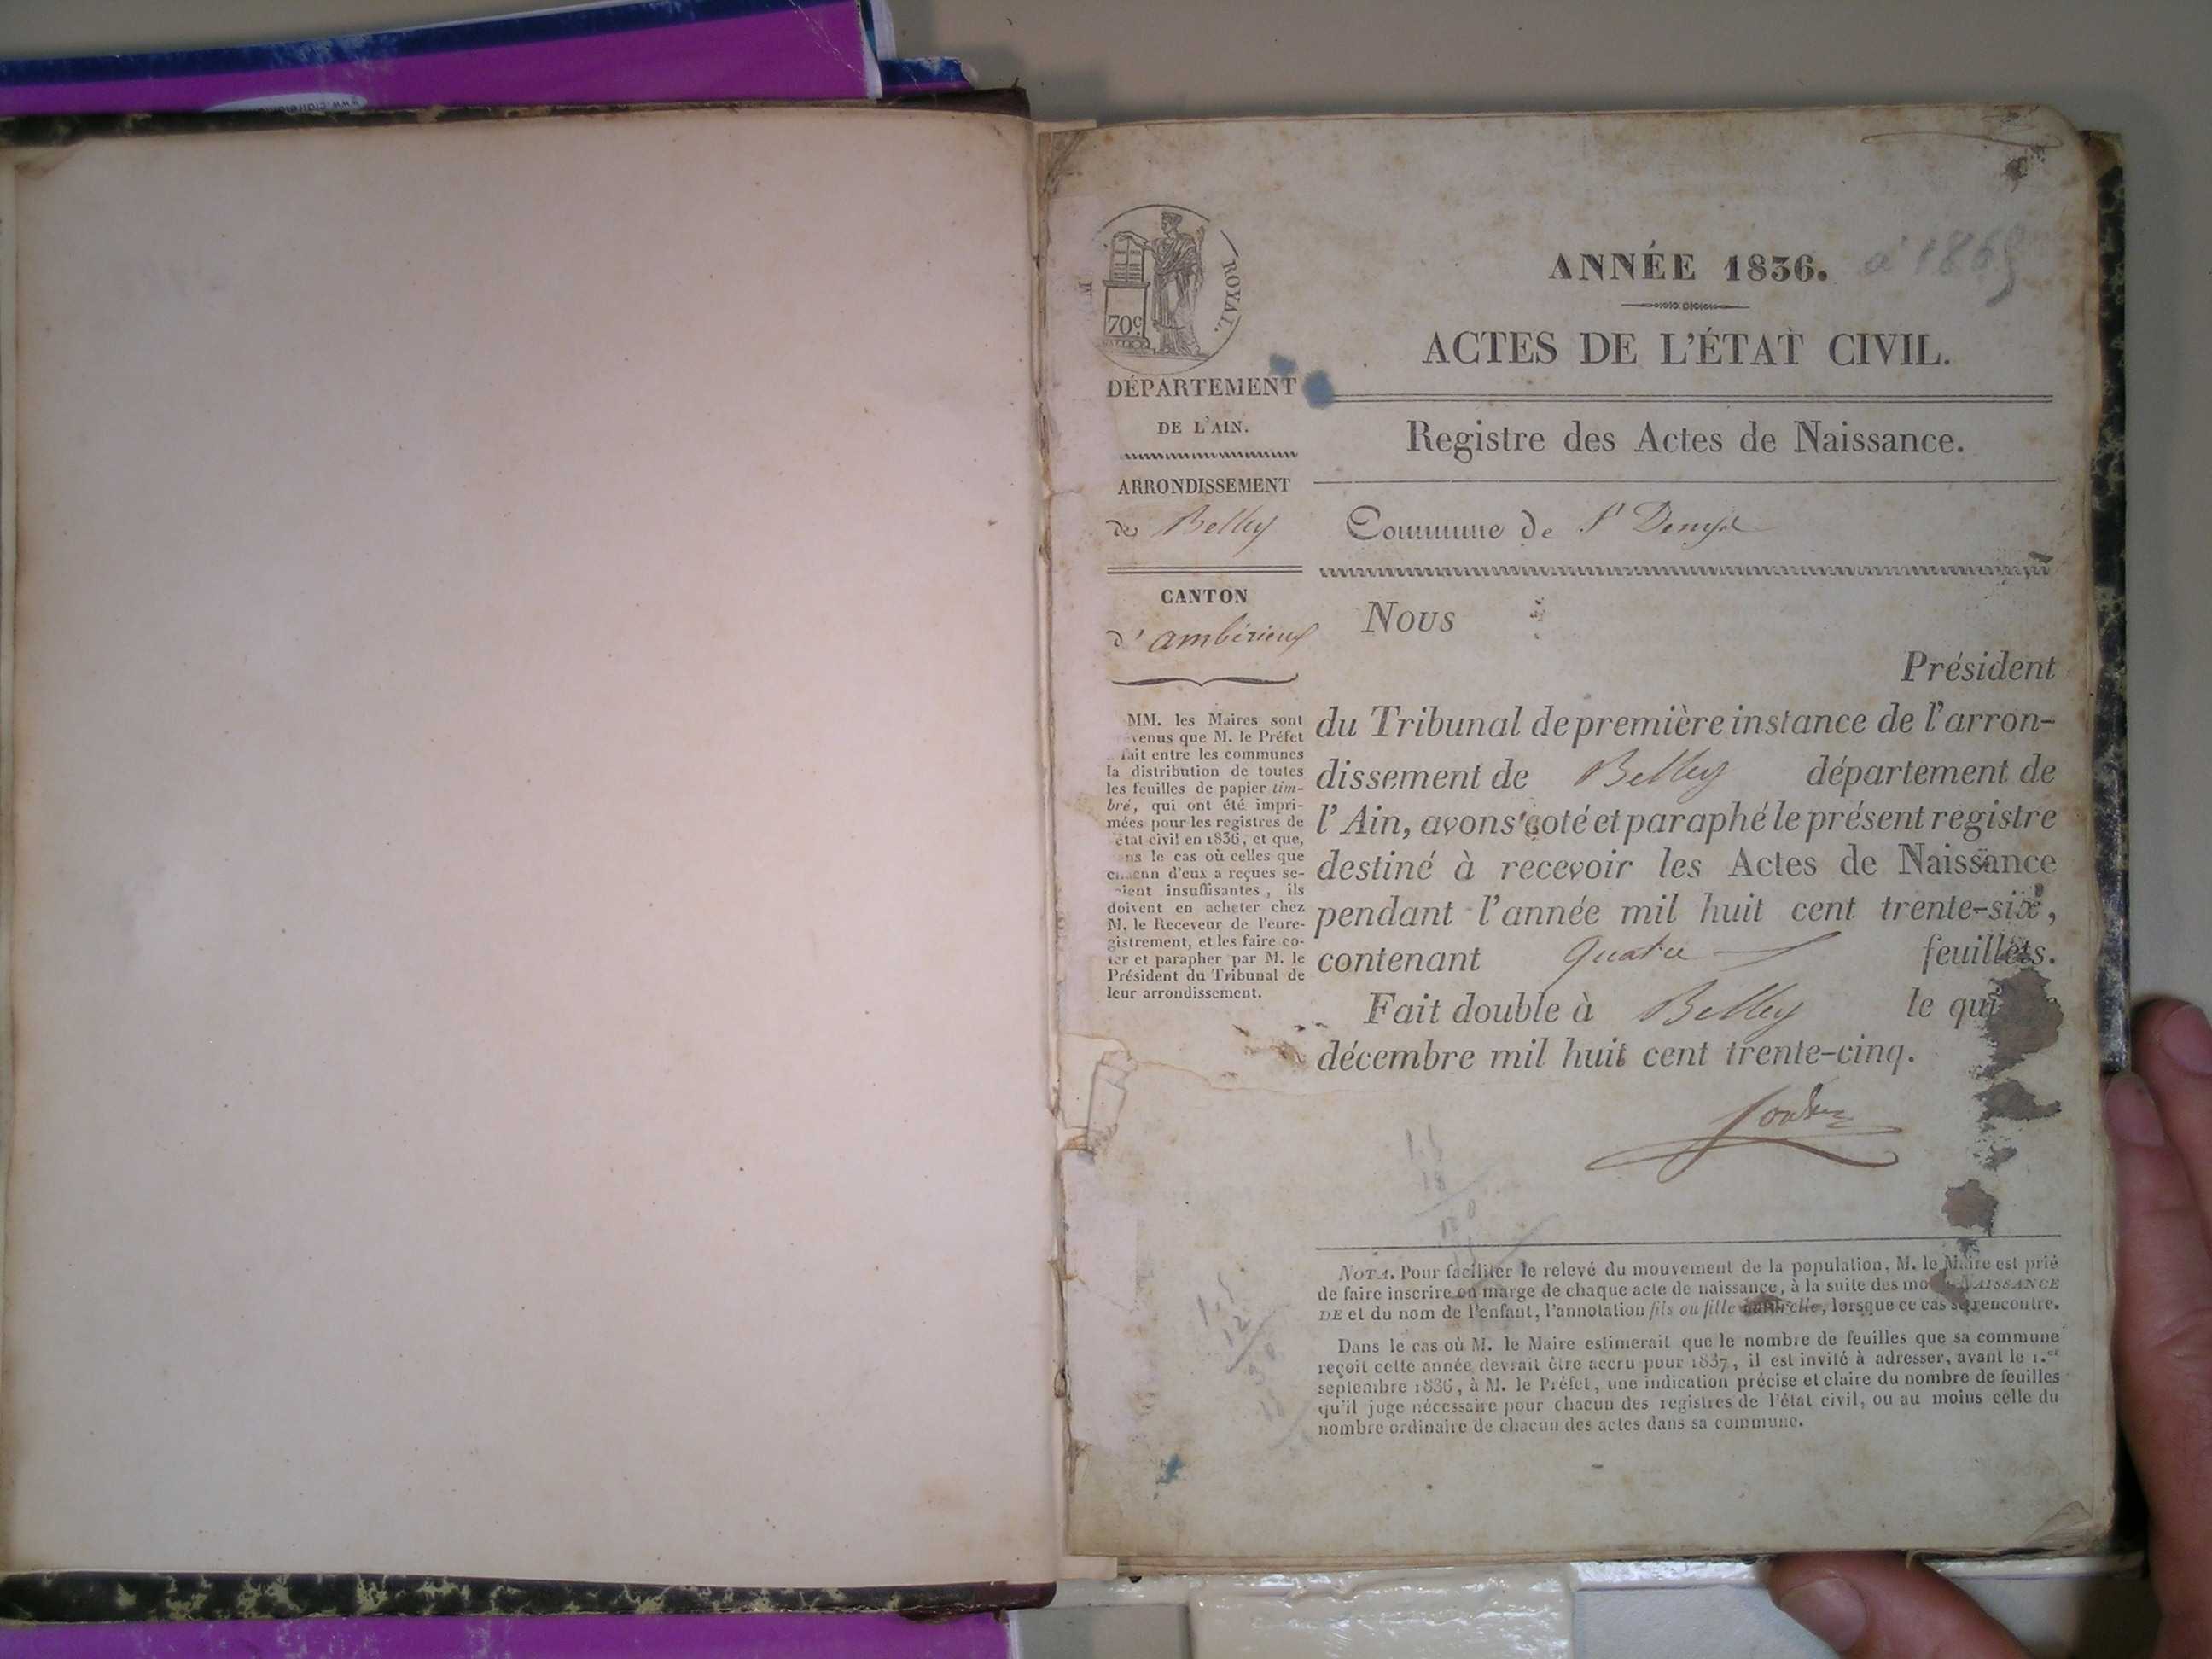 ROYAL.
70c.
ANNÉE 1836. à 1865
ACTES DE L'ÉTAT CIVIL.
Registre des Actes de Naissance.
Commune de St Denis
DÉPARTEMENT
DE L'AIN.
ARRONDISSEMENT
de Belley
CANTON
d'ambérieux
MM. les Maires sont
venus que M. le Préfet
fait entre les communes
la distribution de toutes
les feuilles de papier tim-
bré, qui ont été impri-
mées pour les registres de
état civil en 1836, et que,
le cas où celles que
d'eux a reçues se-
insuffisantes, ils
doivent en acheter chez
M. le Receveur de l'enre-
gistrement, et les faire co-
ter et parapher par M. le
Président du Tribunal de
leur arrondissement.
Nous
Président
du Tribunal de première instance de l'arron-
dissement de Belley département de
l'Ain, avons coté et paraphé le présent registre
destiné à recevoir les Actes de Naissance
pendant l'année mil huit cent trente-six,
contenant quatre feuillets.
Fait double à Belley le qui
décembre mil huit cent trente-cinq.
NOTA. Pour faciliter le relevé du mouvement de la population, M. le Maire est prié
de faire inscrire en marge de chaque acte de naissance, à la suite des mo NAISSANCE
DE et du nom de l'enfant, l'annotation fils ou fille naturelle, lorsque ce cas se rencontre.
Dans le cas où M. le Maire estimerait que le nombre de feuilles que sa commune
reçoit cette année devrait être accru pour 1837, il est invité à adresser, avant le 1.er
septembre 1836, à M. le Préfet, une indication précise et claire du nombre de feuilles
qu'il juge nécessaire pour chacun des registres de l'état civil, ou au moins celle du
nombre ordinaire de chacun des actes dans sa commune.